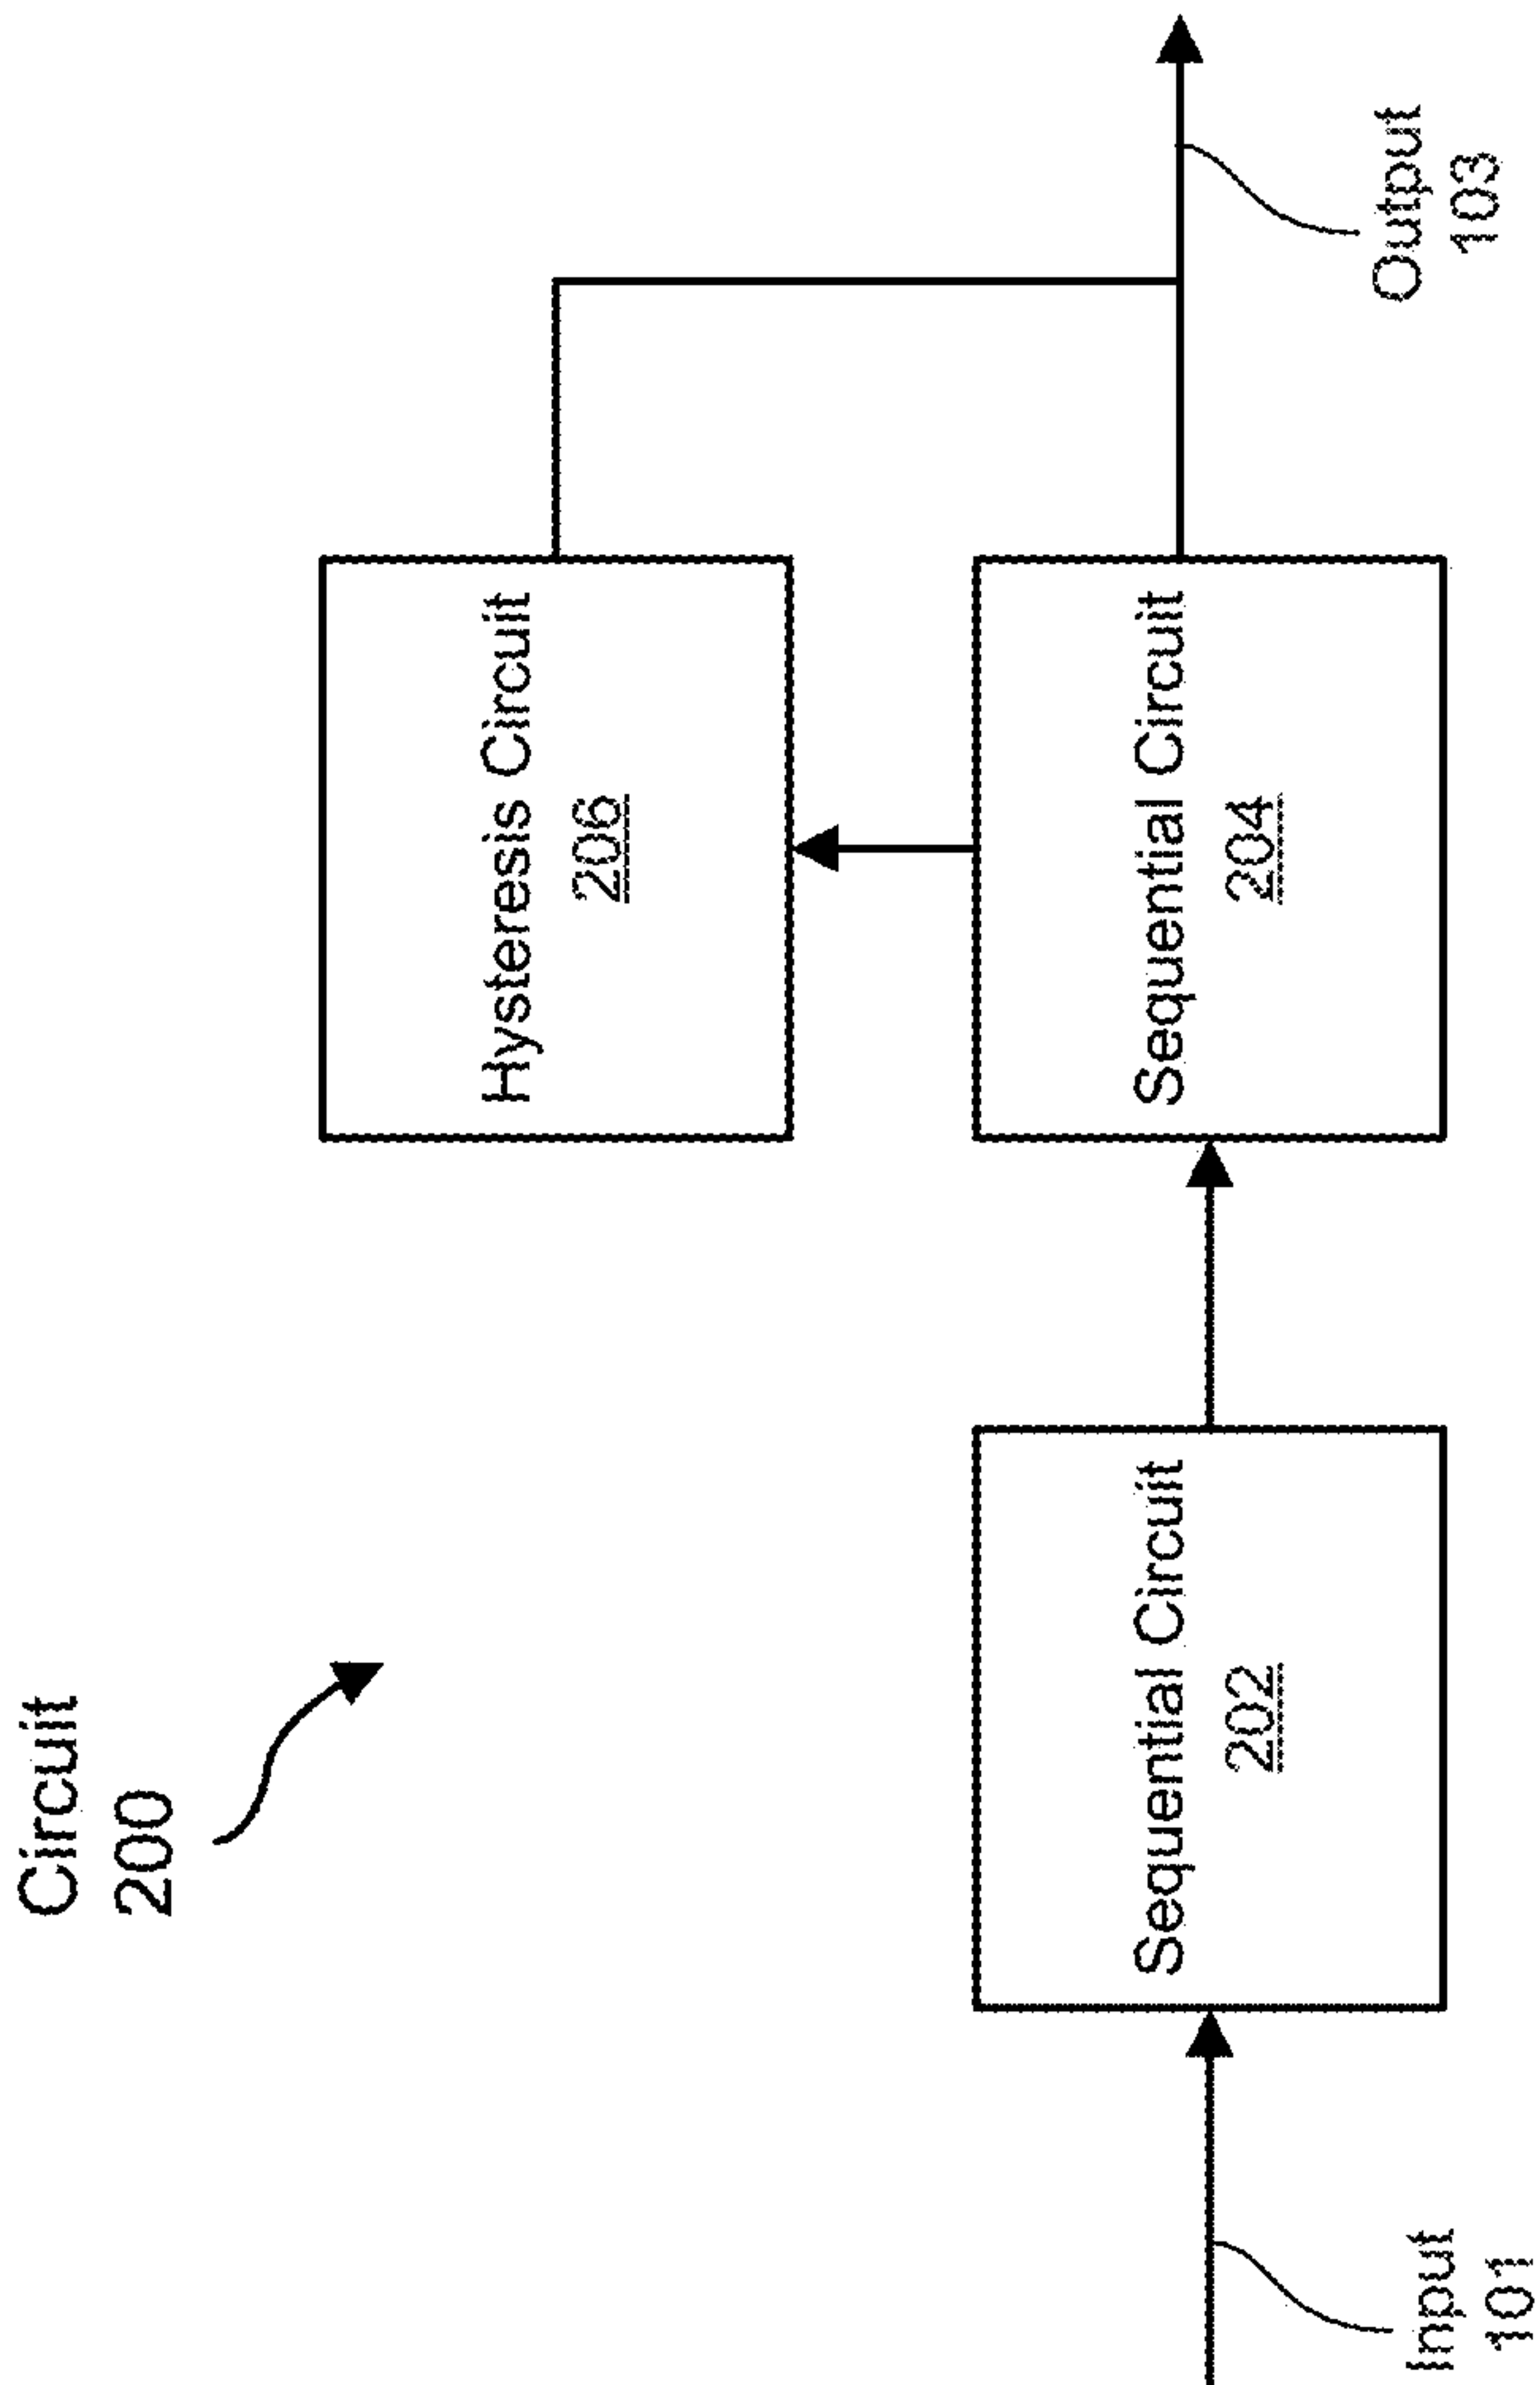 Circuit
200
Hysteresis Circuit
206
Sequential Circuit
202
Sequential Circuit
204
Input
101
Output
103